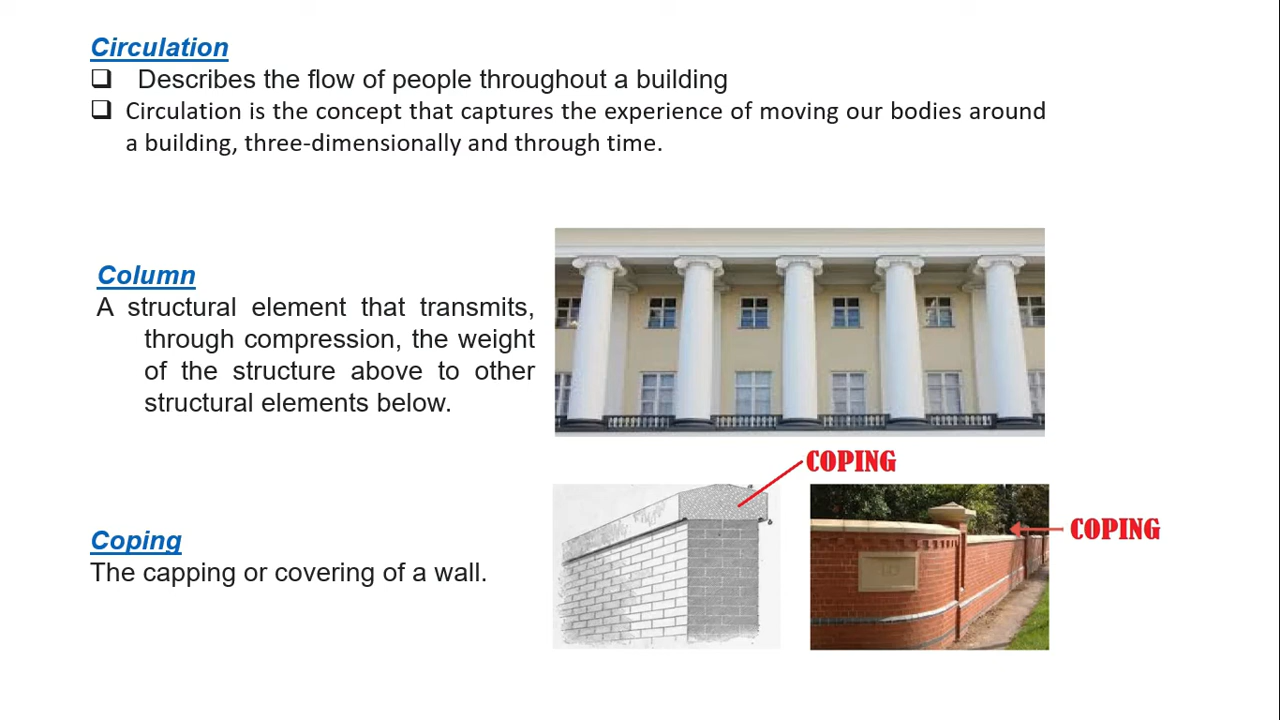 Circulation
❑ Describes the flow of people throughout a building
❑ Circulation is the concept that captures the experience of moving our bodies around
a building, three-dimensionally and through time.
Column
A structural element that transmits,
through compression, the weight
of the structure above to other
structural elements below.
COPING
COPING
Coping
The capping or covering of a wall.